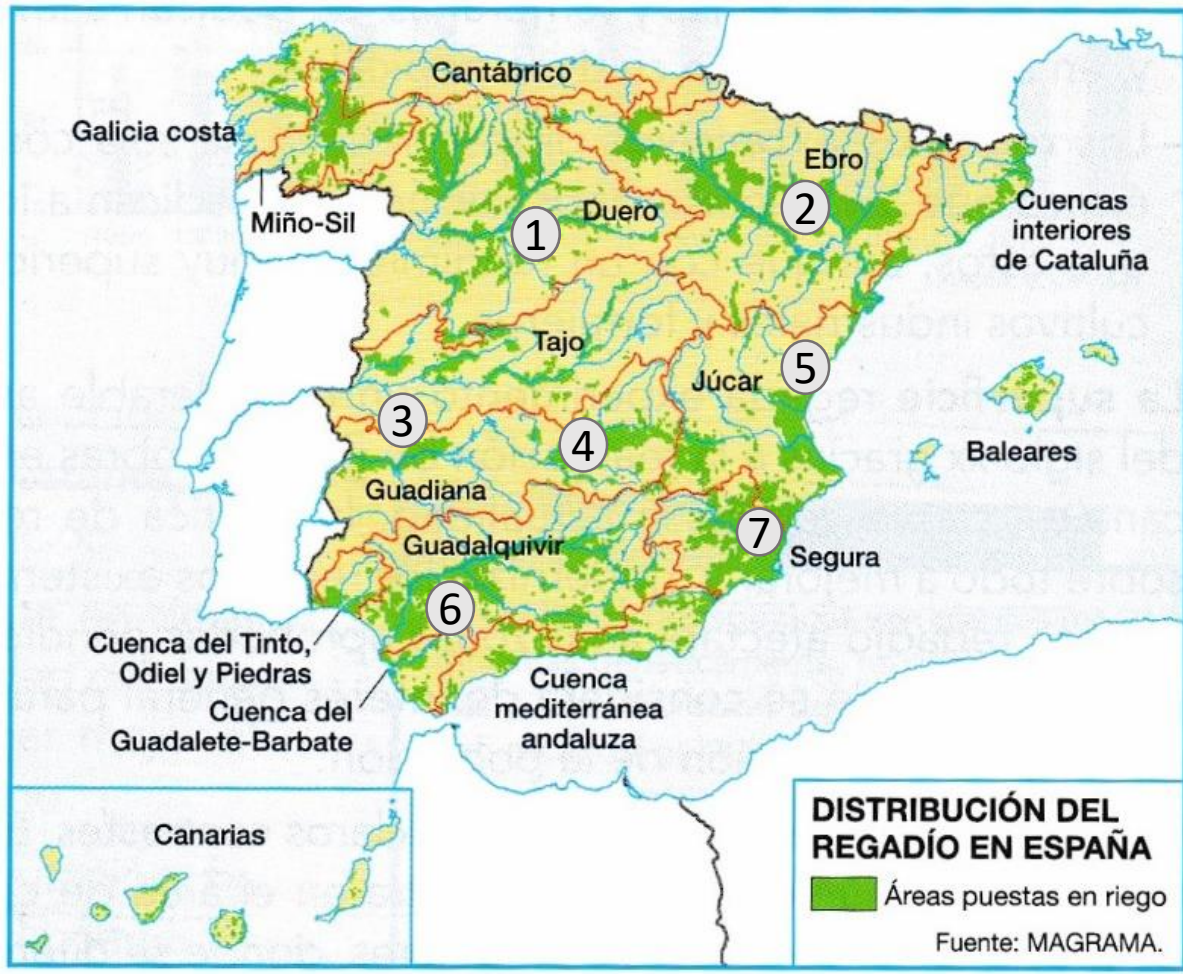 Cantábrico
Galicia costa
Ebro
Miño-Sil
Duero
2
1
Cuencas
interiores
de Cataluña
Tajo
5
Júcar
3
4
Baleares
Guadiana
7
Guadalquivir
Segura
6
Cuenca del Tinto,
Odiel y Piedras
Cuenca del
Guadalete-Barbate
Cuenca
mediterránea
andaluza
Canarias
DISTRIBUCIÓN DEL
REGADÍO EN ESPAÑA
Áreas puestas en riego
Fuente: MAGRAMA.